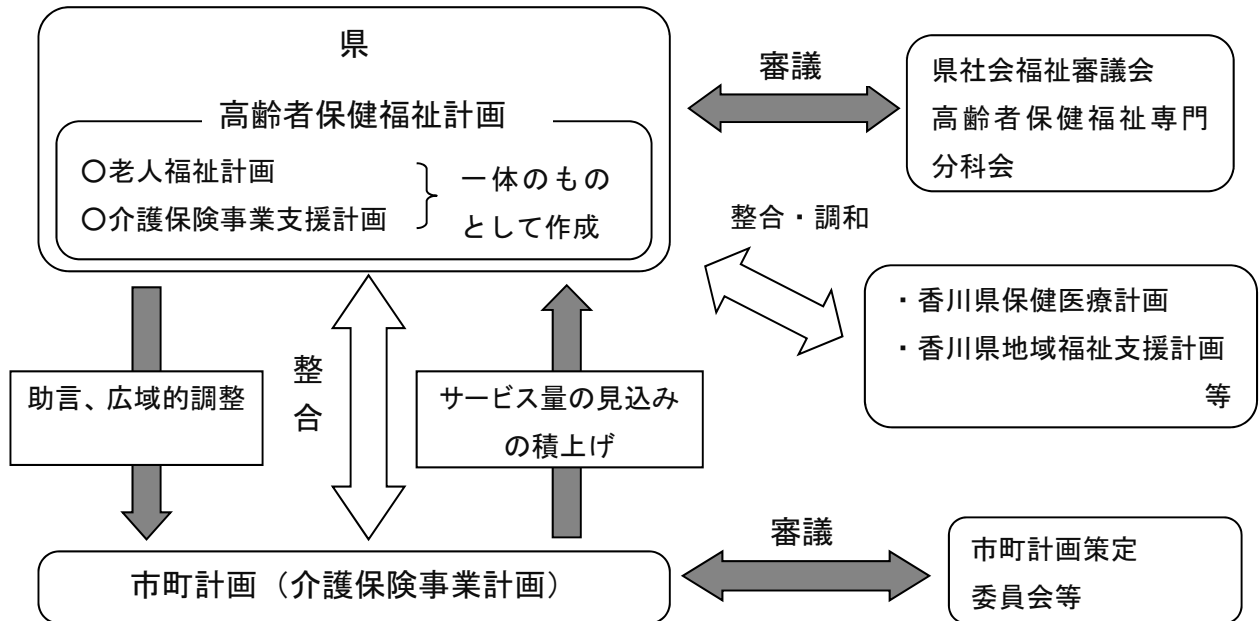 県
高齢者保健福祉計画
〇老人福祉計画
〇介護保険事業支援計画
一体のもの
として作成
審議
県社会福祉審議会
高齢者保健福祉専門
分科会
整合・調和
・香川県保健医療計画
・香川県地域福祉支援計画
等
助言、広域的調整
整
合
サービス量の見込み
の積上げ
市町計画（介護保険事業計画）
審議
市町計画策定
委員会等